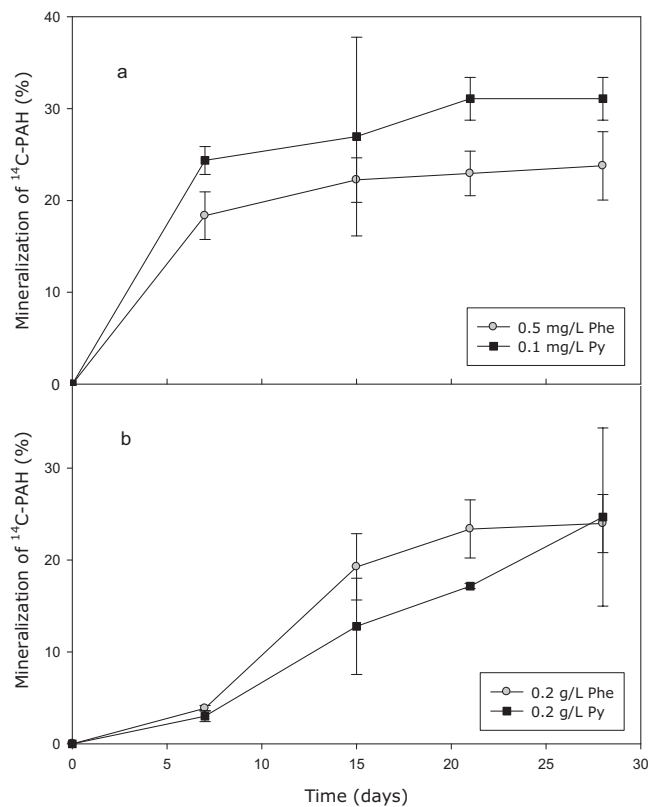 40
a
30
20
10
0
Mineralization of ¹⁴C-PAH (%)
0.5 mg/L Phe
0.1 mg/L Py
b
30
20
10
0
Mineralization of ¹⁴C-PAH (%)
0.2 g/L Phe
0.2 g/L Py
0 5 10 15 20 25 30
Time (days)